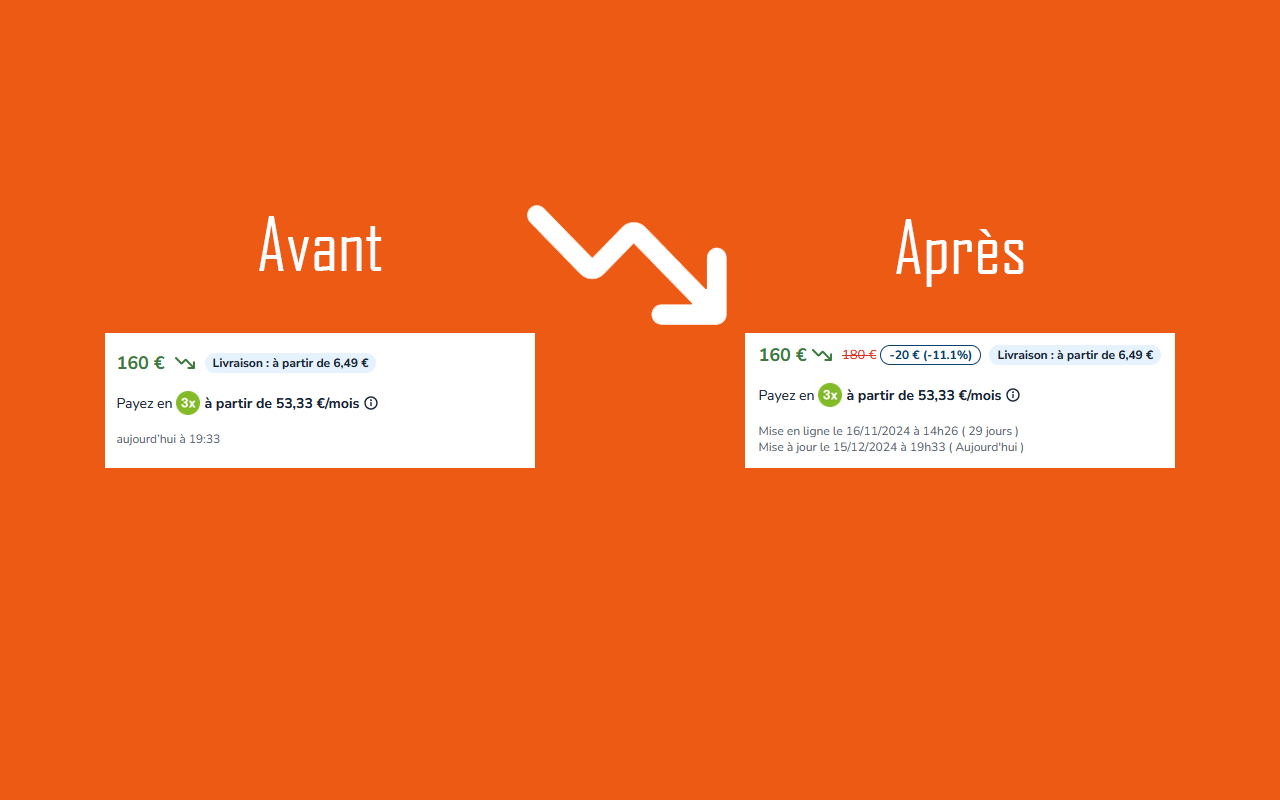 Avant
Après
160 € Livraison : à partir de 6,49 €
Payez en 3x à partir de 53,33 €/mois
aujourd'hui à 19:33
160 € 180 € -20 € (-11.1%) Livraison : à partir de 6,49 €
Payez en 3x à partir de 53,33 €/mois
Mise en ligne le 16/11/2024 à 14h26 ( 29 jours )
Mise à jour le 15/12/2024 à 19h33 ( Aujourd'hui )